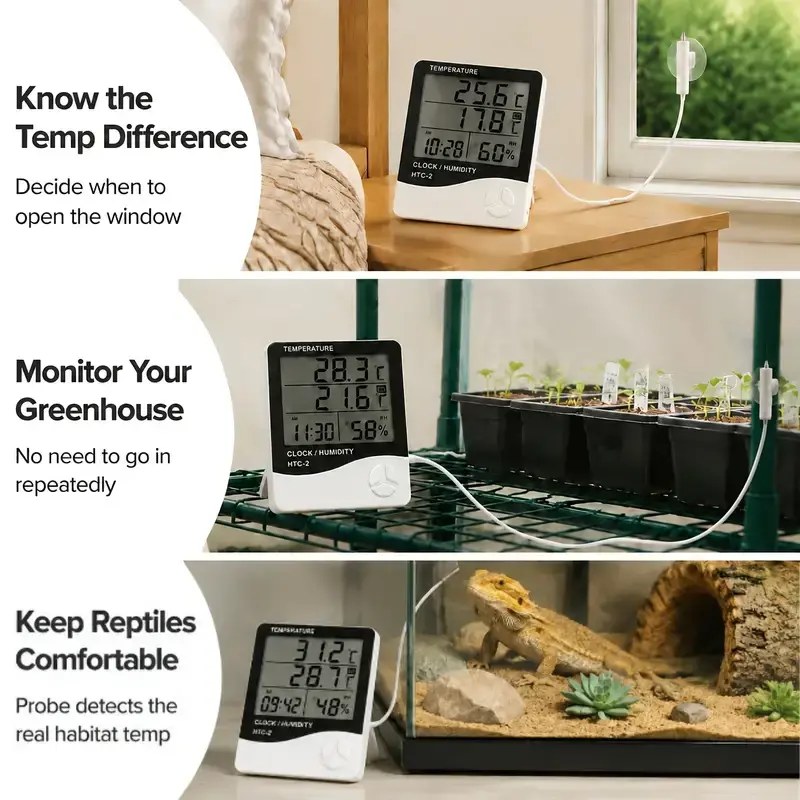 Know the
Temp Difference
Decide when to
open the window
TEMPERATURE
25.6 c
17.8 c
10:28 60%
CLOCK / HUMIDITY
HTC-2
Monitor Your
Greenhouse
No need to go in
repeatedly
TEMPERATURE
28.3 c
21.6
11:30 58%
CLOCK / HUMIDITY
HTC-2
Keep Reptiles
Comfortable
Probe detects the
real habitat temp
TEMPERATURE
31.2
28.7
09:42 48%
CLOCK / HUMIDITY
HTC-2